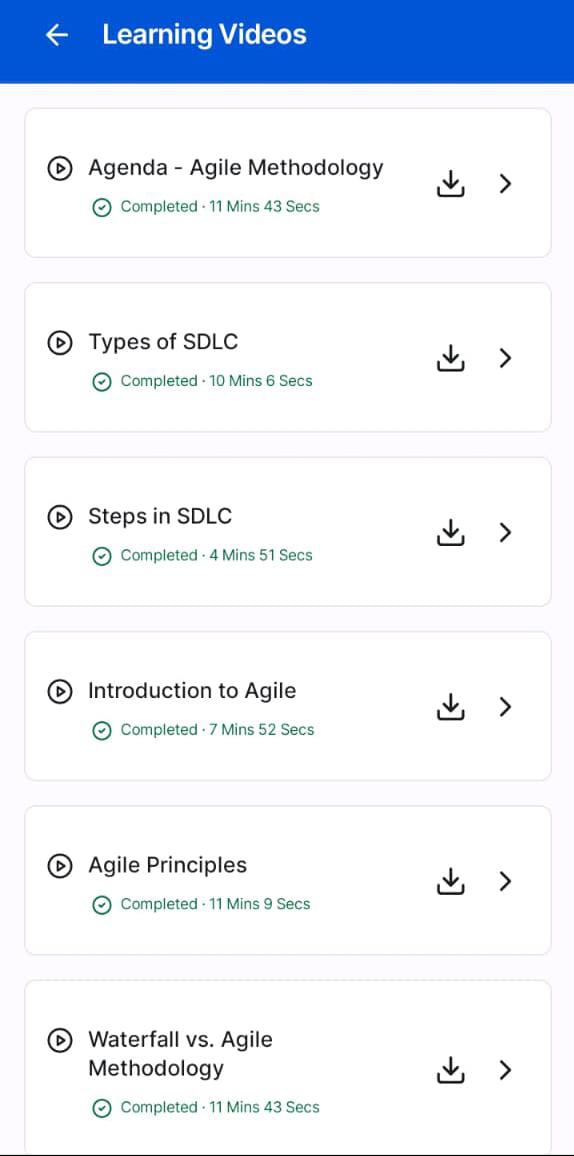 Learning Videos
Agenda - Agile Methodology
Completed · 11 Mins 43 Secs
Types of SDLC
Completed · 10 Mins 6 Secs
Steps in SDLC
Completed · 4 Mins 51 Secs
Introduction to Agile
Completed · 7 Mins 52 Secs
Agile Principles
Completed · 11 Mins 9 Secs
Waterfall vs. Agile
Methodology
Completed · 11 Mins 43 Secs